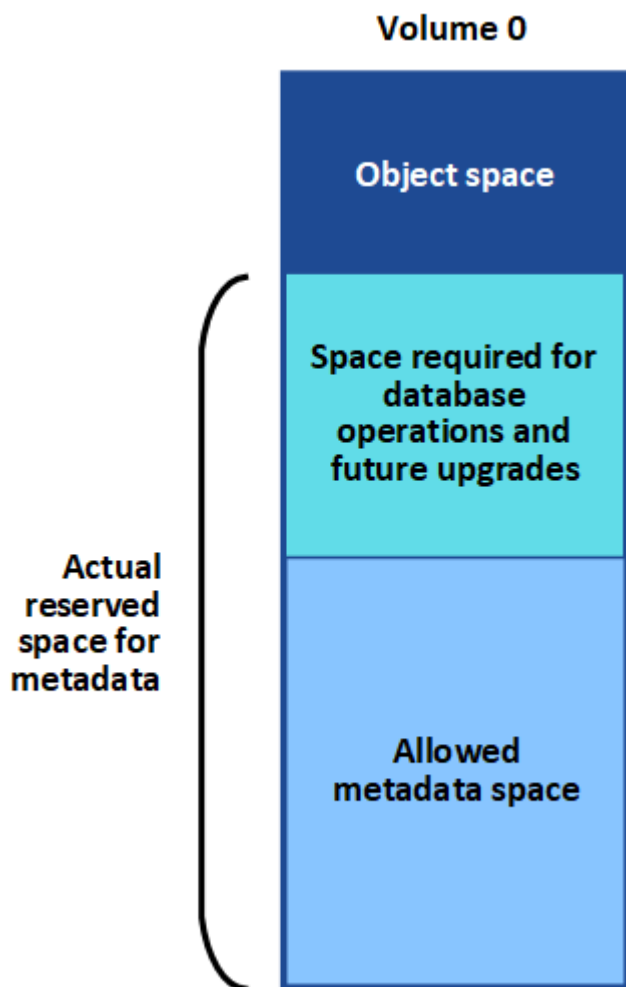 Volume 0
Object space
Space required for
database
operations and
future upgrades
Actual
reserved
space for
metadata
Allowed
metadata space